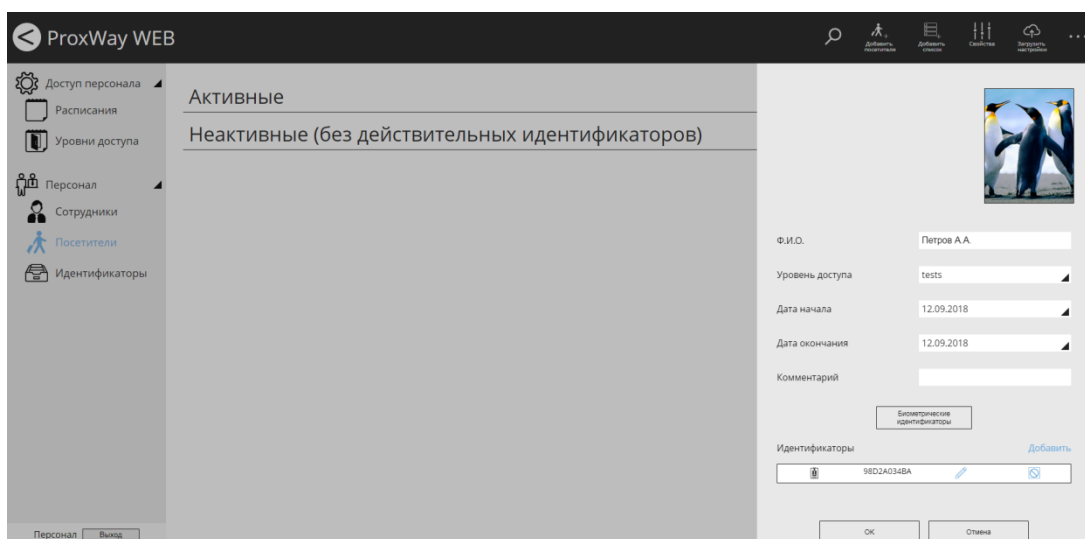 ProxWay WEB
Добавить посетителя
Добавить список
Свойства
Загрузить настройки
Доступ персонала
Расписания
Уровни доступа
Персонал
Сотрудники
Посетители
Идентификаторы
Персонал
Выход
Активные
Неактивные (без действительных идентификаторов)
Ф.И.О.
Петров А.А.
Уровень доступа
tests
Дата начала
12.09.2018
Дата окончания
12.09.2018
Комментарий
Биометрические
идентификаторы
Идентификаторы
Добавить
98D2A034BA
OK
Отмена